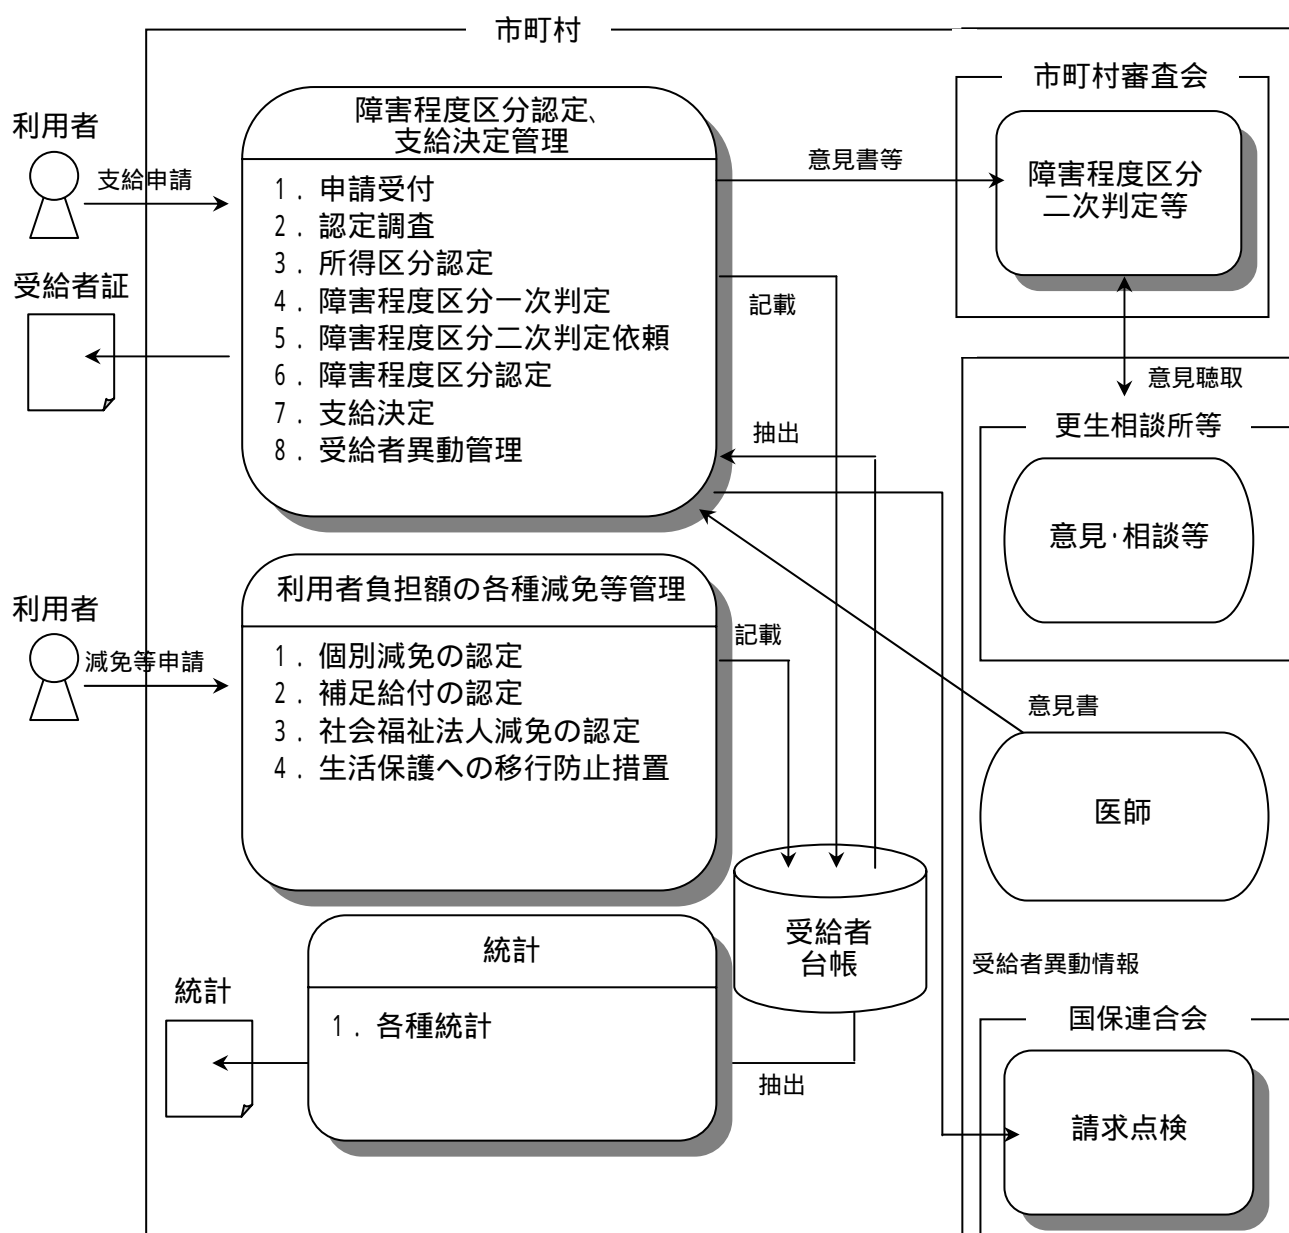 市町村
市町村審査会
利用者
支給申請
受給者証
障害程度区分認定、
支給決定管理
1．申請受付
2．認定調査
3．所得区分認定
4．障害程度区分一次判定
5．障害程度区分二次判定依頼
6．障害程度区分認定
7．支給決定
8．受給者異動管理
意見書等
障害程度区分
二次判定等
記載
抽出
意見聴取
更生相談所等
意見・相談等
利用者
減免等申請
利用者負担額の各種減免等管理
1．個別減免の認定
2．補足給付の認定
3．社会福祉法人減免の認定
4．生活保護への移行防止措置
記載
意見書
医師
受給者
台帳
統計
統計
1．各種統計
抽出
受給者異動情報
国保連合会
請求点検